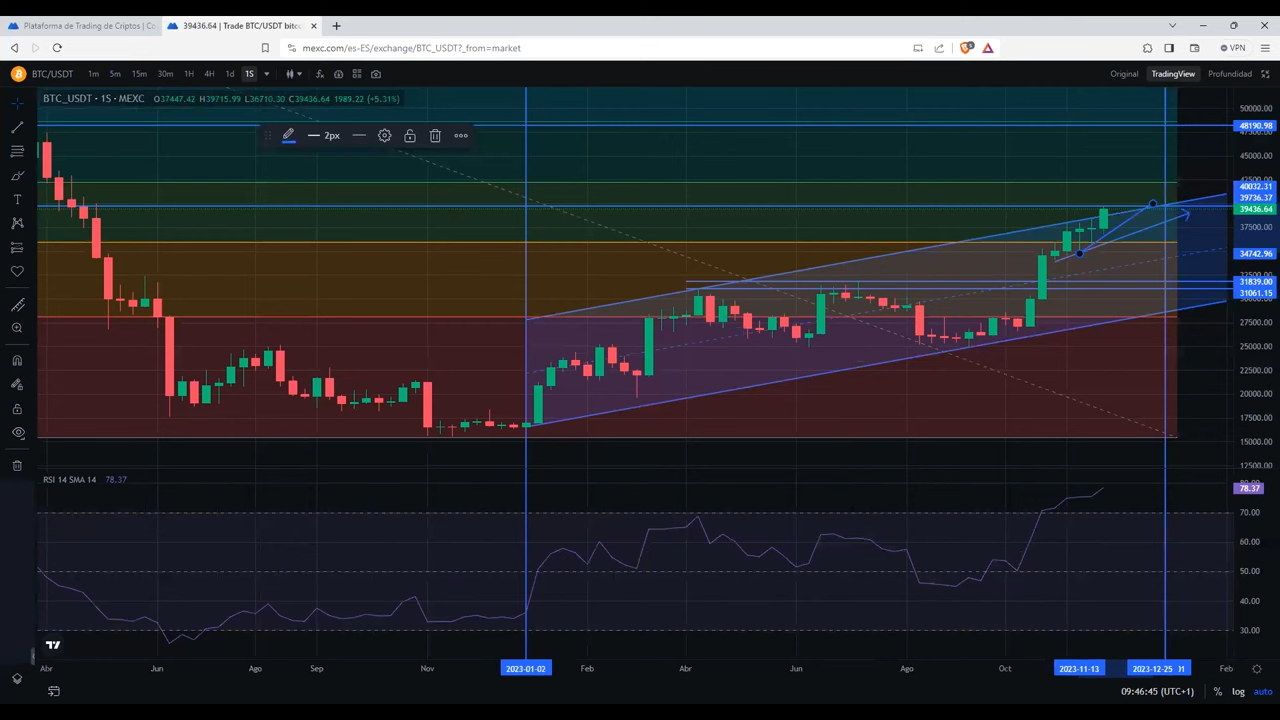 Plataforma de Trading de Criptos | Co
39436.64 | Trade BTC/USDT bitco
mexc.com/es-ES/exchange/BTC_USDT?_from=market
VPN
BTC/USDT 1m 5m 15m 30m 1H 4H 1d 1S
Original TradingView Profundidad
BTC_USDT · 1S · MEXC O37447.42 H39715.99 L36710.30 C39436.64 1989.22 (+5.31%)
2px
50000.00
48190.98
45000.00
40032.31
39736.37
39436.64
37500.00
34742.96
31839.00
31061.15
27500.00
25000.00
22500.00
20000.00
17500.00
15000.00
12500.00
RSI 14 SMA 14 78.37
78.37
70.00
60.00
50.00
40.00
30.00
Abr Jun Ago Sep Nov 2023-01-02 Feb Abr Jun Ago Oct 2023-11-13 2023-12-25 Feb
09:46:45 (UTC+1) % log auto